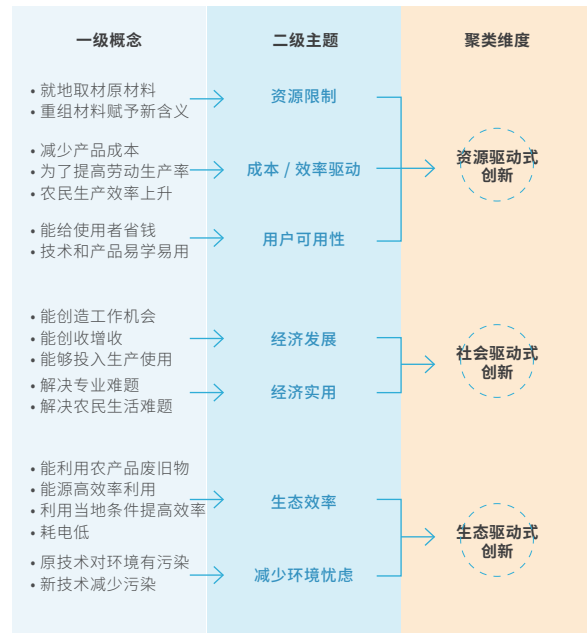 一级概念
二级主题
聚类维度
• 就地取材原材料
• 重组材料赋予新含义
资源限制
• 减少产品成本
• 为了提高劳动生产率
• 农民生产效率上升
成本 / 效率驱动
• 能给使用者省钱
• 技术和产品易学易用
用户可用性
资源驱动式
创新
• 能创造工作机会
• 能创收增收
• 能够投入生产使用
经济发展
• 解决专业难题
• 解决农民生活难题
经济实用
社会驱动式
创新
• 能利用农产品废旧物
• 能源高效率利用
• 利用当地条件提高效率
• 耗电低
生态效率
• 原技术对环境有污染
• 新技术减少污染
减少环境忧虑
生态驱动式
创新